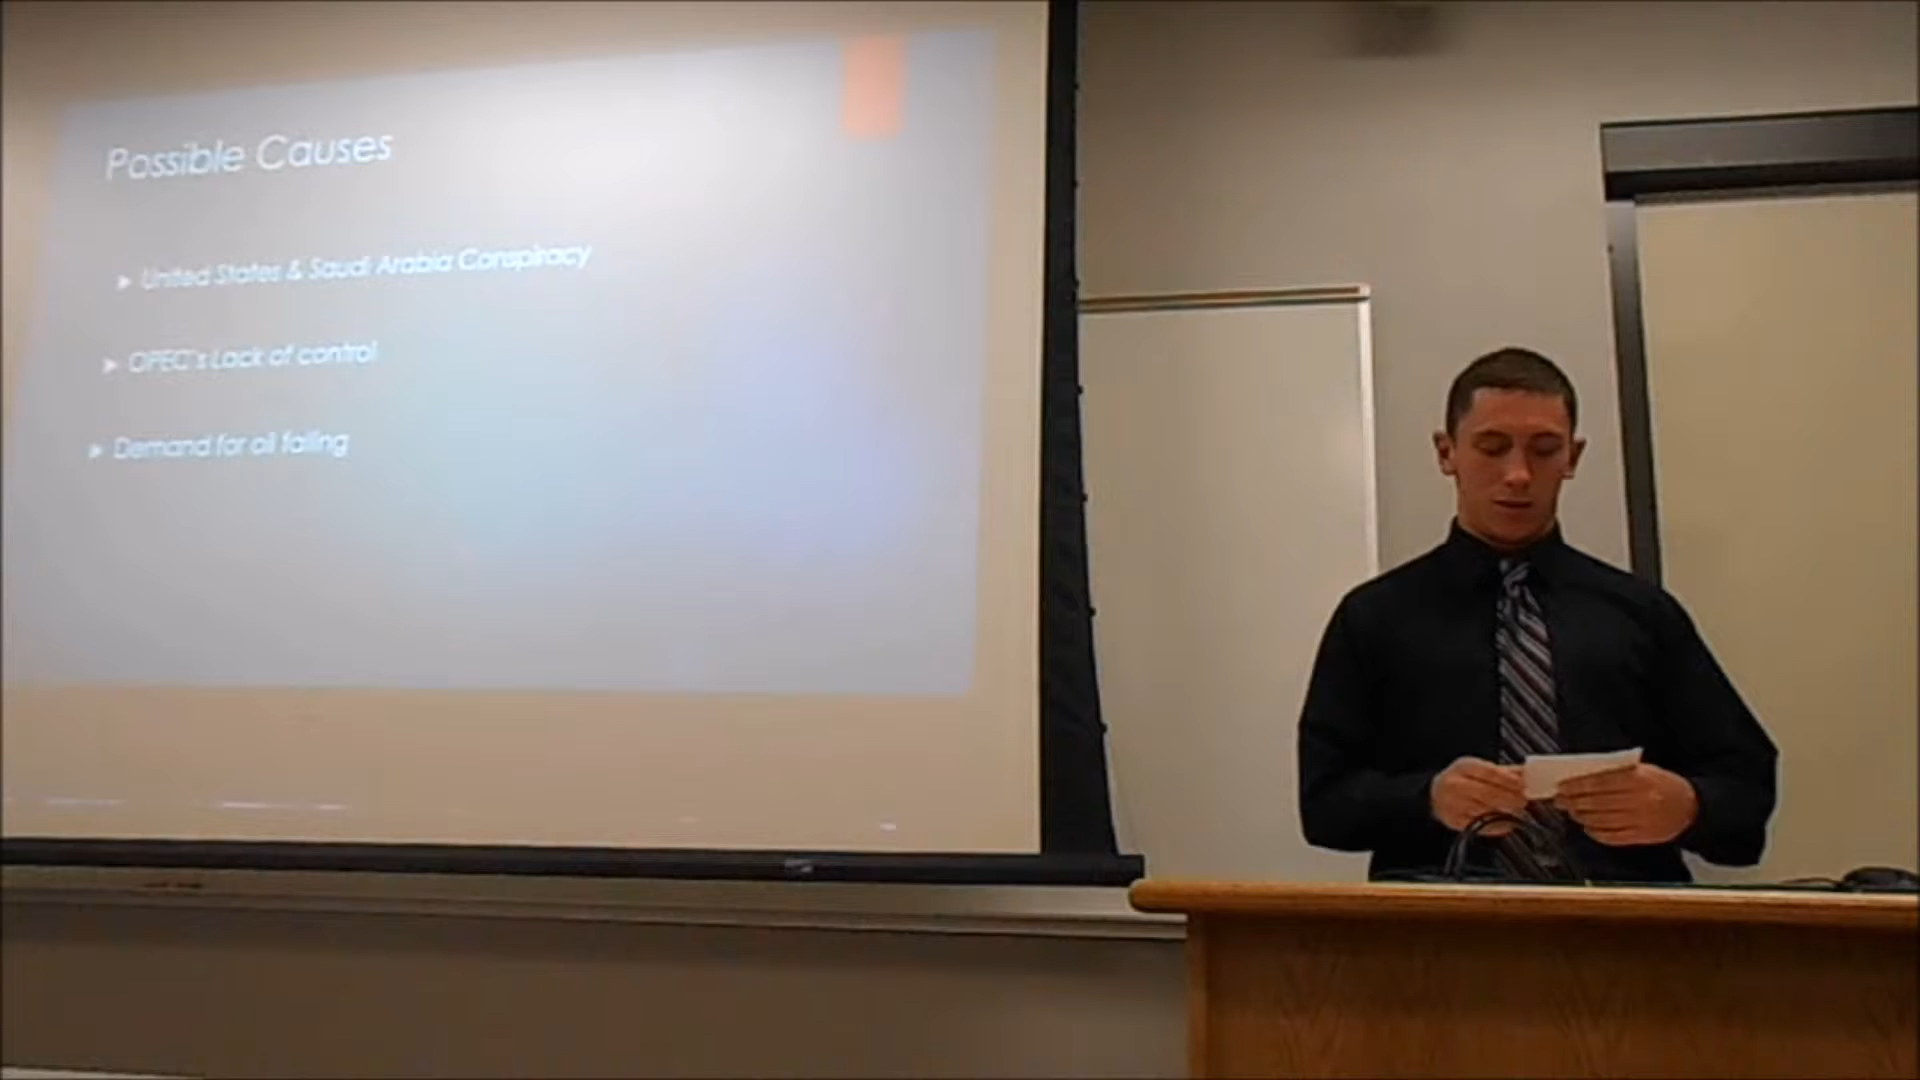 Possible Causes
United States & Saudi Arabia Conspiracy
OPEC's Lack of control
Demand for oil falling